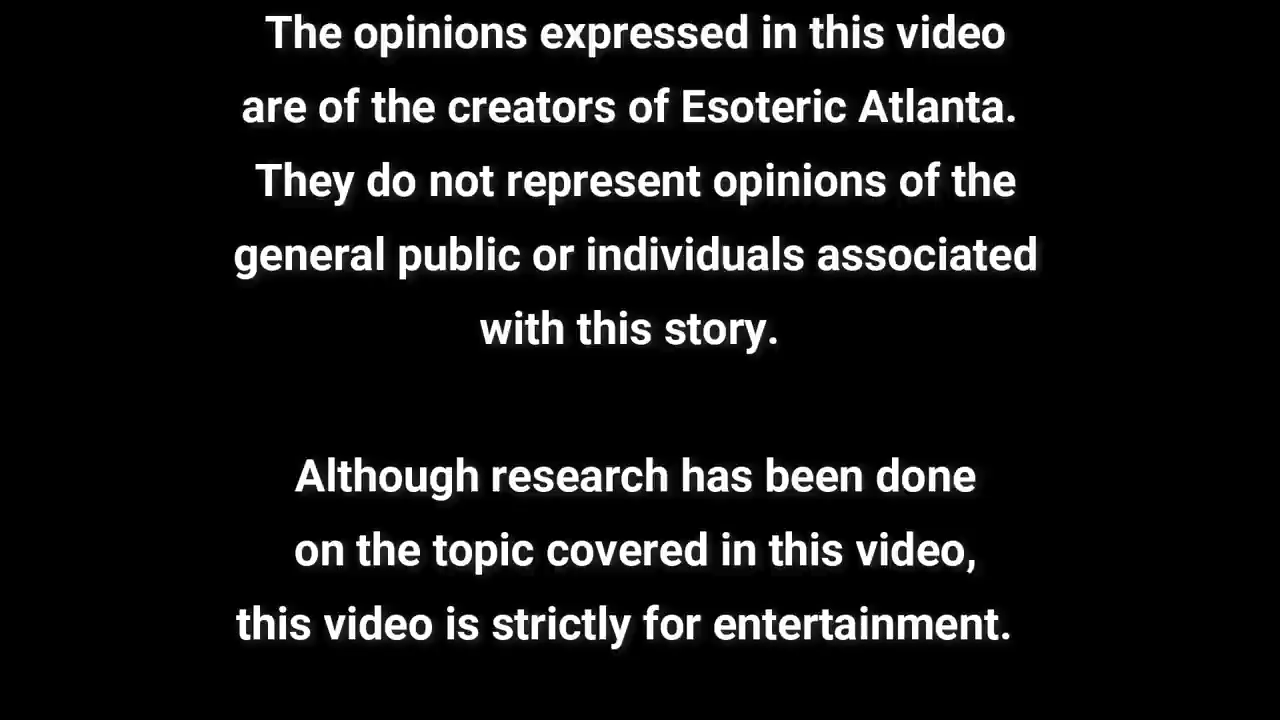 The opinions expressed in this video
are of the creators of Esoteric Atlanta.
They do not represent opinions of the
general public or individuals associated
with this story.
Although research has been done
on the topic covered in this video,
this video is strictly for entertainment.